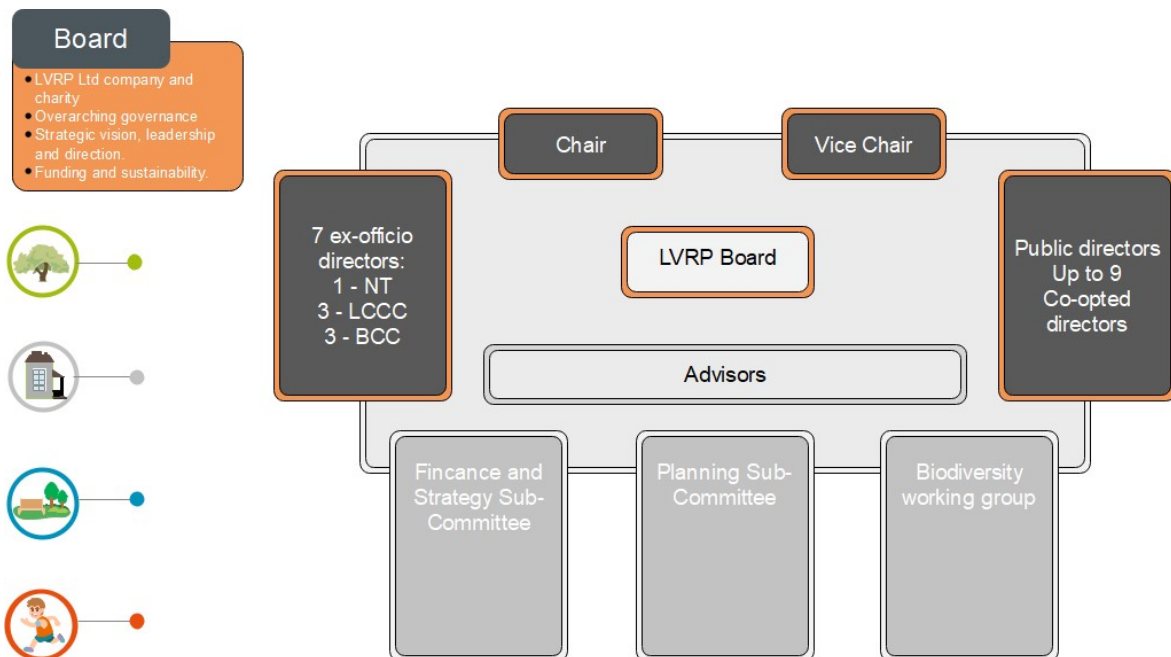 Board
• LVRP Ltd company and
charity
• Overarching governance
• Strategic vision, leadership
and direction.
• Funding and sustainability.
Chair
Vice Chair
7 ex-officio
directors:
1 - NT
3 - LCCC
3 - BCC
LVRP Board
Public directors
Up to 9
Co-opted
directors
Advisors
Fincance and
Strategy Sub-
Committee
Planning Sub-
Committee
Biodiversity
working group